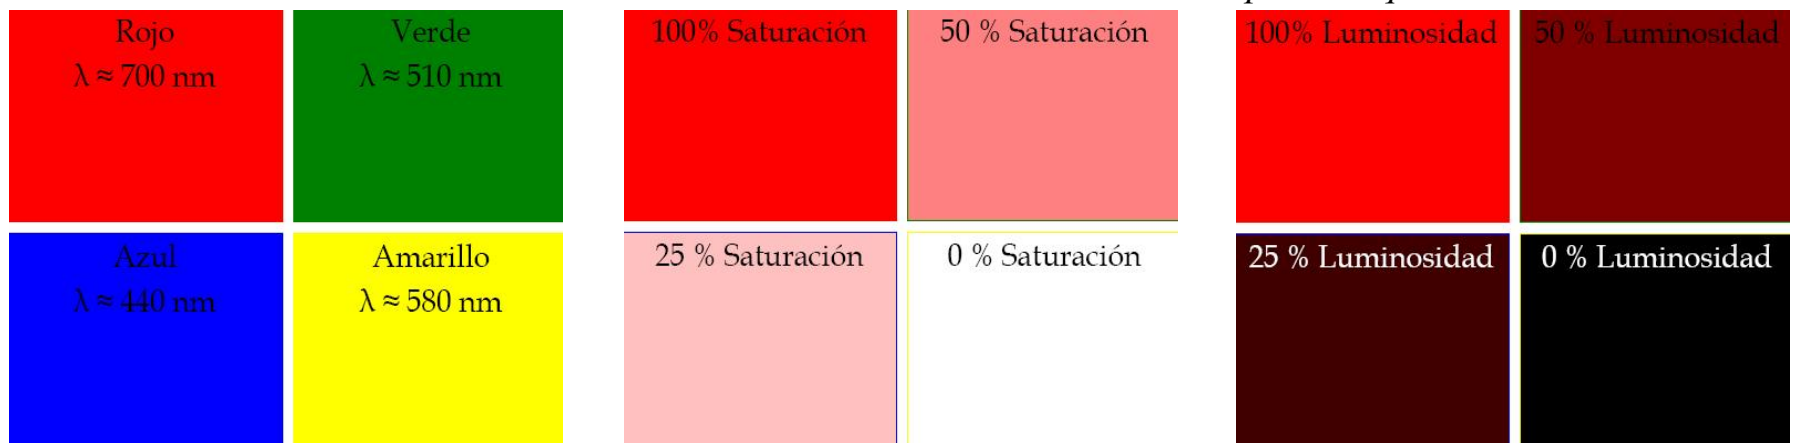 Rojo
λ ≈ 700 nm
Verde
λ ≈ 510 nm
Azul
λ ≈ 440 nm
Amarillo
λ ≈ 580 nm
100% Saturación
50 % Saturación
25 % Saturación
0 % Saturación
100% Luminosidad
50 % Luminosidad
25 % Luminosidad
0 % Luminosidad